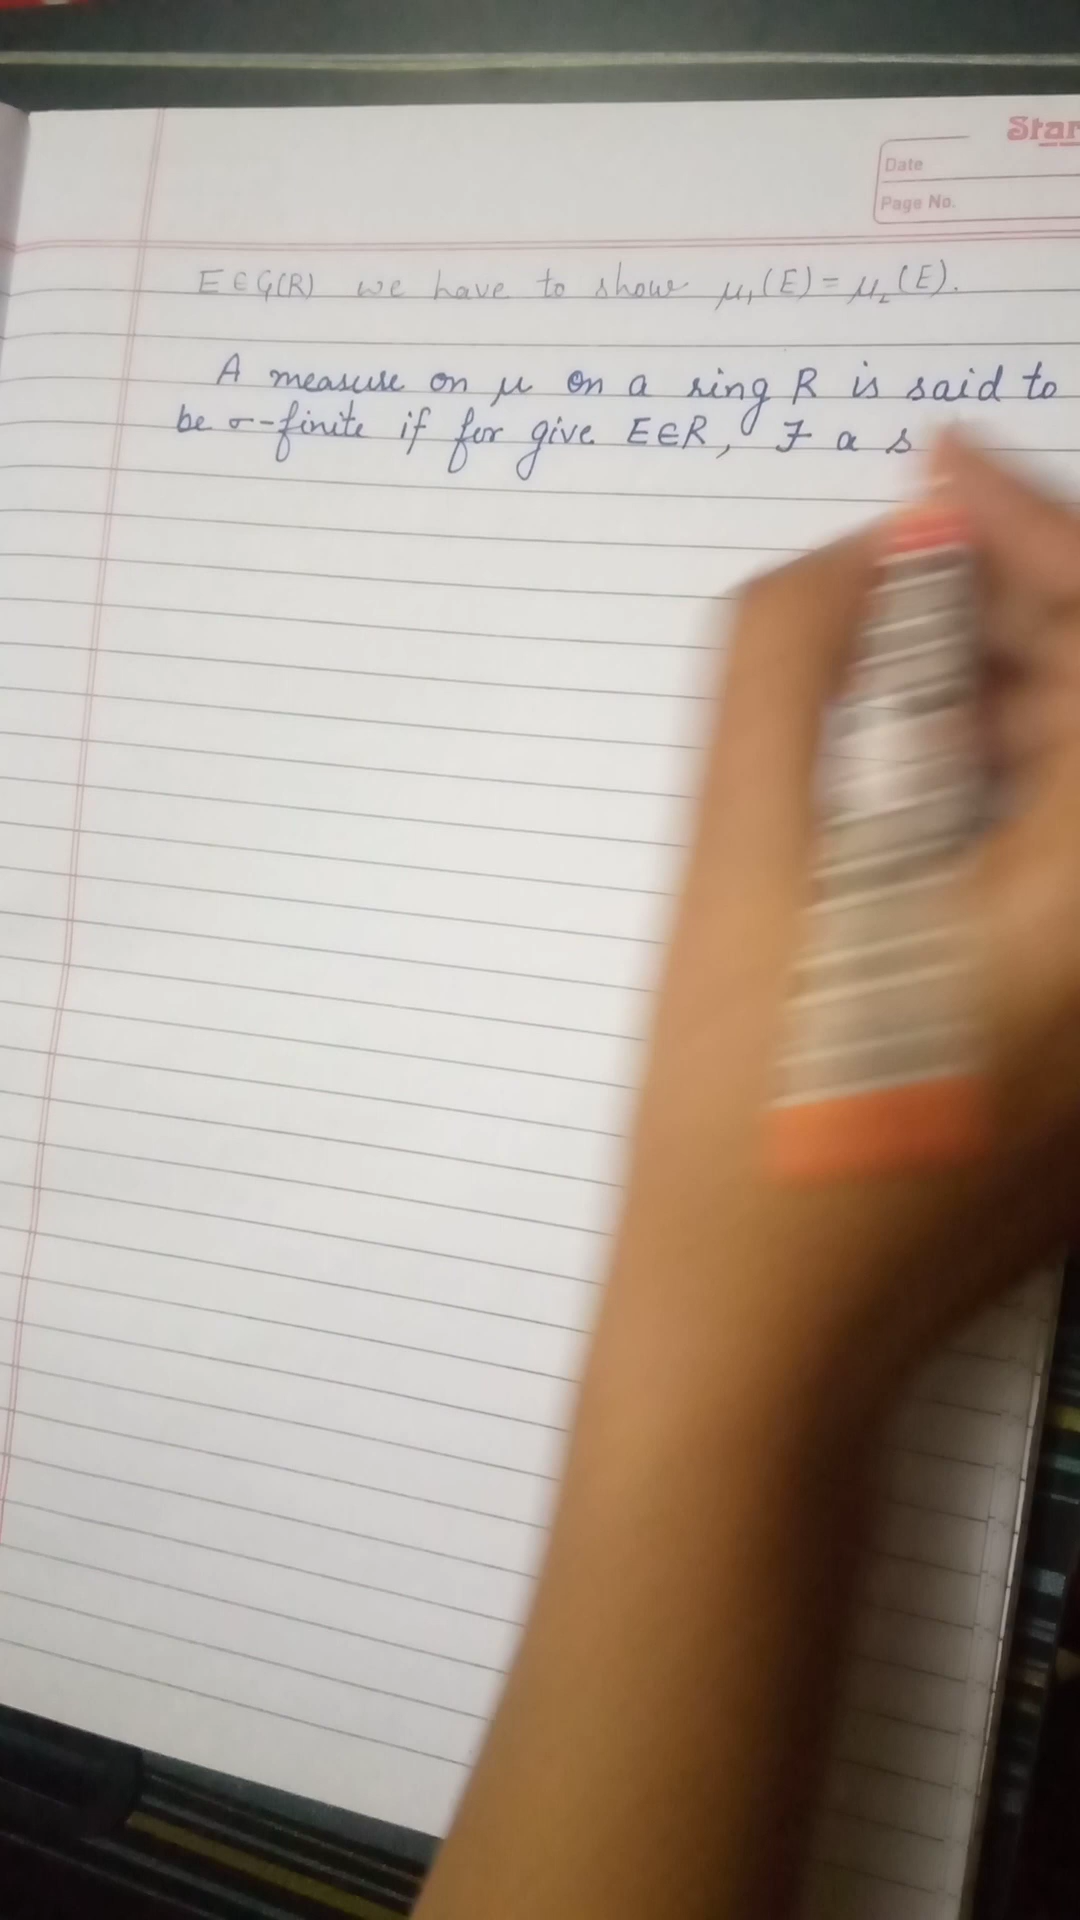 Star
Date
Page No.
E ∈ G(R) we have to show μ₁(E) = μ₂(E).
A measure on μ on a ring R is said to
be σ-finite if for give E∈R, ∃ a s